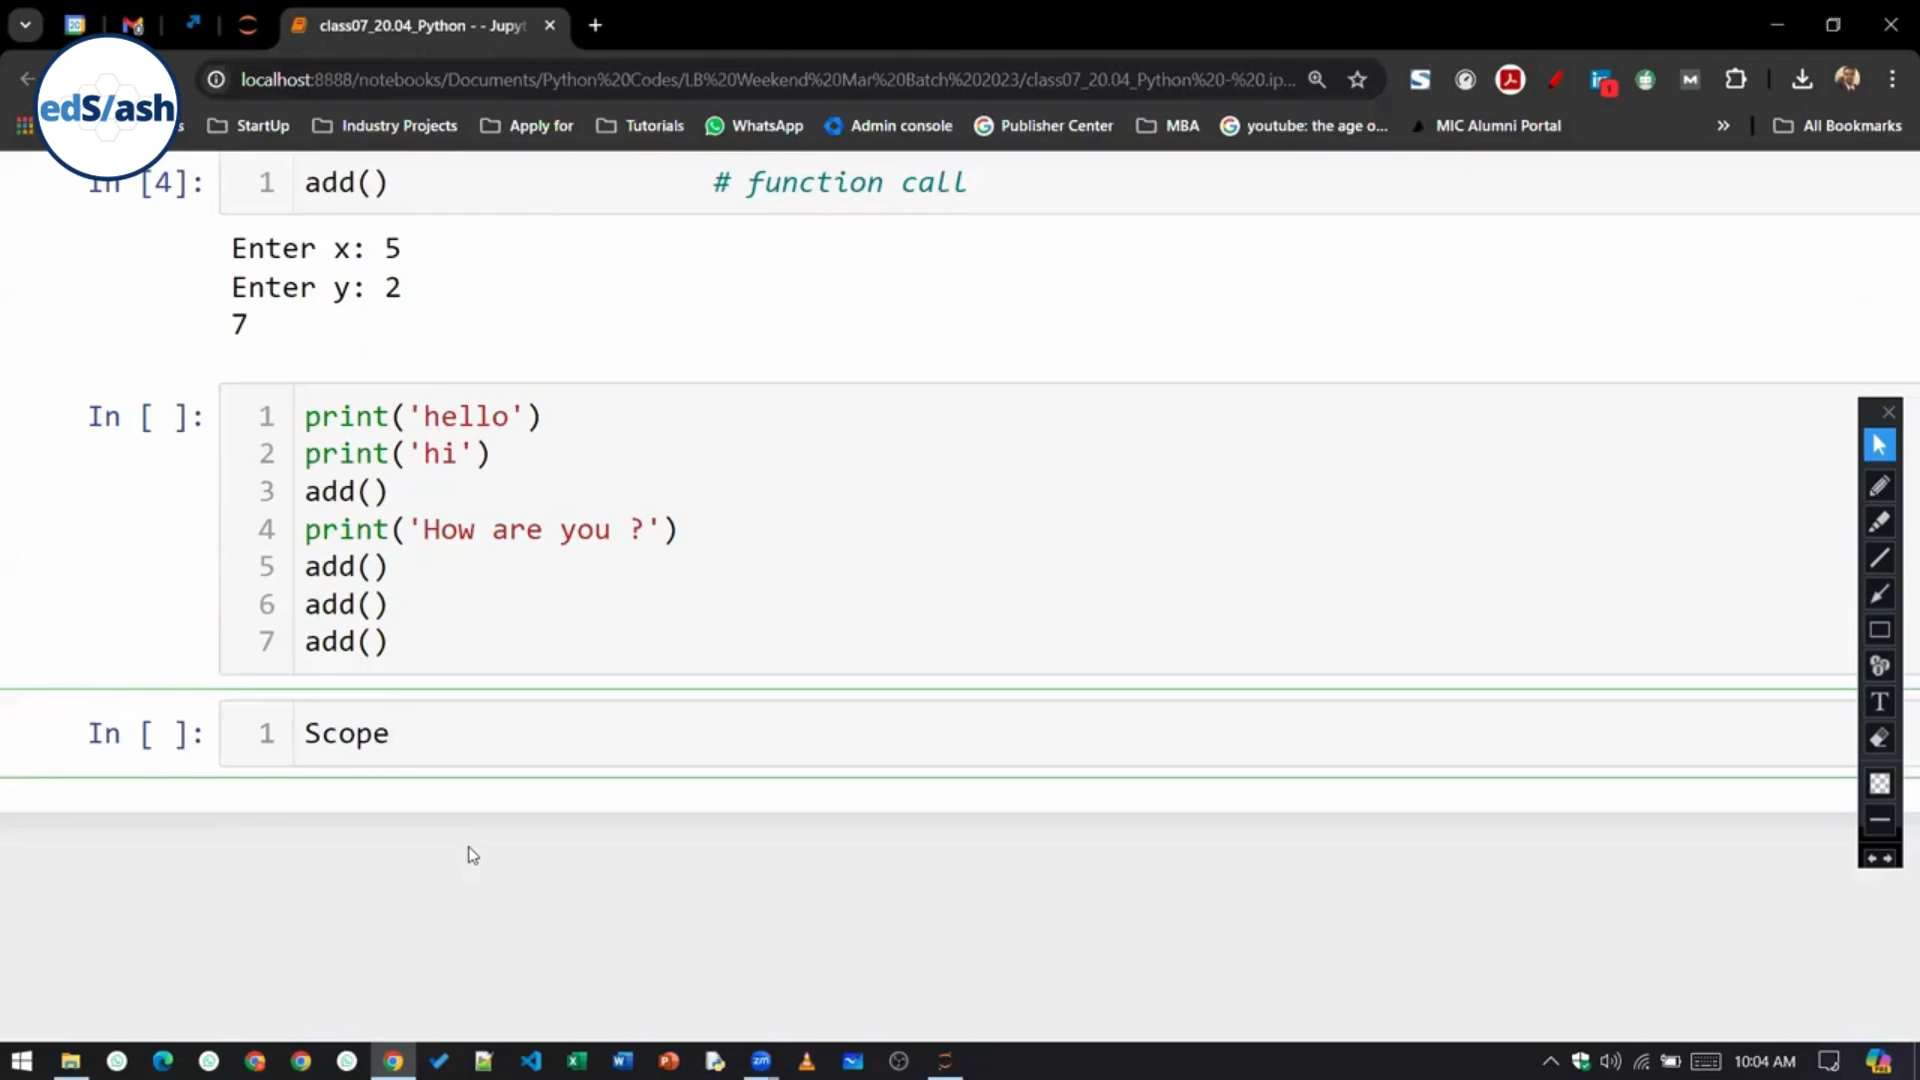 class07_20.04_Python - - Jupyt
localhost:8888/notebooks/Documents/Python%20Codes/LB%20Weekend%20Mar%20Batch%202023/class07_20.04_Python%20-%20.ip...
edS/ash
StartUp
Industry Projects
Apply for
Tutorials
WhatsApp
Admin console
Publisher Center
MBA
youtube: the age o...
MIC Alumni Portal
»
All Bookmarks
In [4]:
1 add() # function call
Enter x: 5
Enter y: 2
7
In [ ]:
1 print('hello')
2 print('hi')
3 add()
4 print('How are you ?')
5 add()
6 add()
7 add()
In [ ]:
1 Scope
10:04 AM